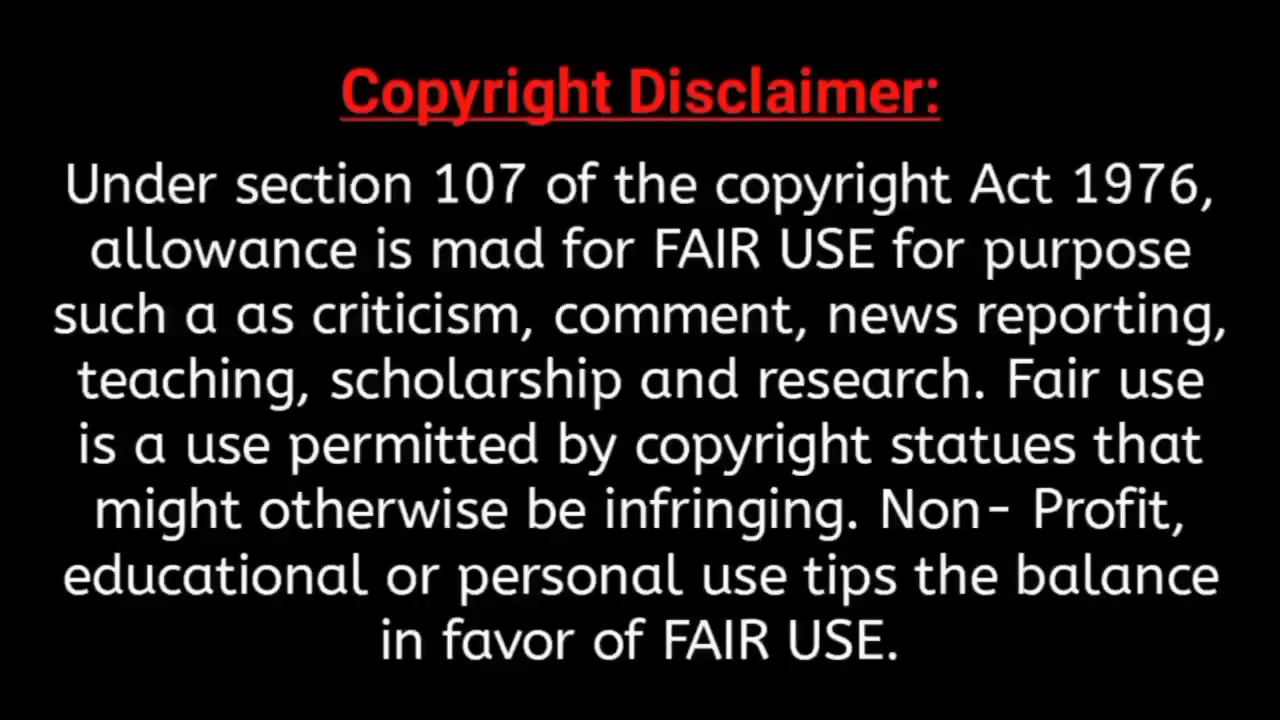 Copyright Disclaimer:
Under section 107 of the copyright Act 1976,
allowance is mad for FAIR USE for purpose
such a as criticism, comment, news reporting,
teaching, scholarship and research. Fair use
is a use permitted by copyright statues that
might otherwise be infringing. Non- Profit,
educational or personal use tips the balance
in favor of FAIR USE.